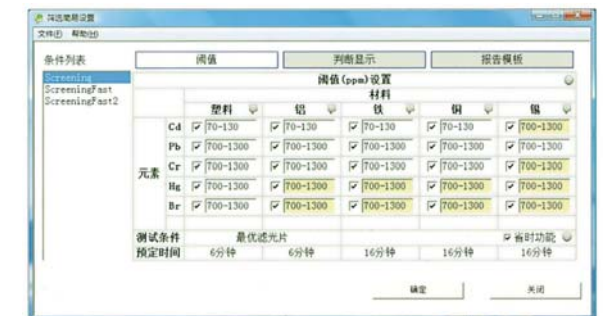 筛选简易设置
文件(F) 帮助(H)
条件列表
Screening
ScreeningFast
ScreeningFast2
阈值 判断显示 报告模板
阈值(ppm)设置
材料
塑料 铝 铁 铜 锡
元素
Cd 70-130 70-130 70-130 70-130 700-1300
Pb 700-1300 700-1300 700-1300 700-1300 700-1300
Cr 700-1300 700-1300 700-1300 700-1300 700-1300
Hg 700-1300 700-1300 700-1300 700-1300 700-1300
Br 700-1300 700-1300 700-1300 700-1300 700-1300
测试条件 最优滤光片 省时功能
预定时间 6分钟 6分钟 16分钟 16分钟 16分钟
确定 关闭